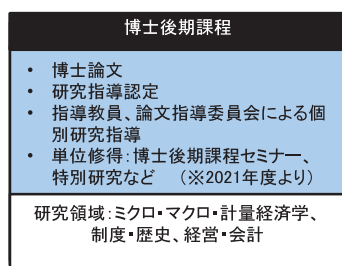 博士後期課程
• 博士論文
• 研究指導認定
• 指導教員、論文指導委員会による個
別研究指導
• 単位修得：博士後期課程セミナー、
特別研究など （※2021年度より）
研究領域：ミクロ・マクロ・計量経済学、
制度・歴史、経営・会計